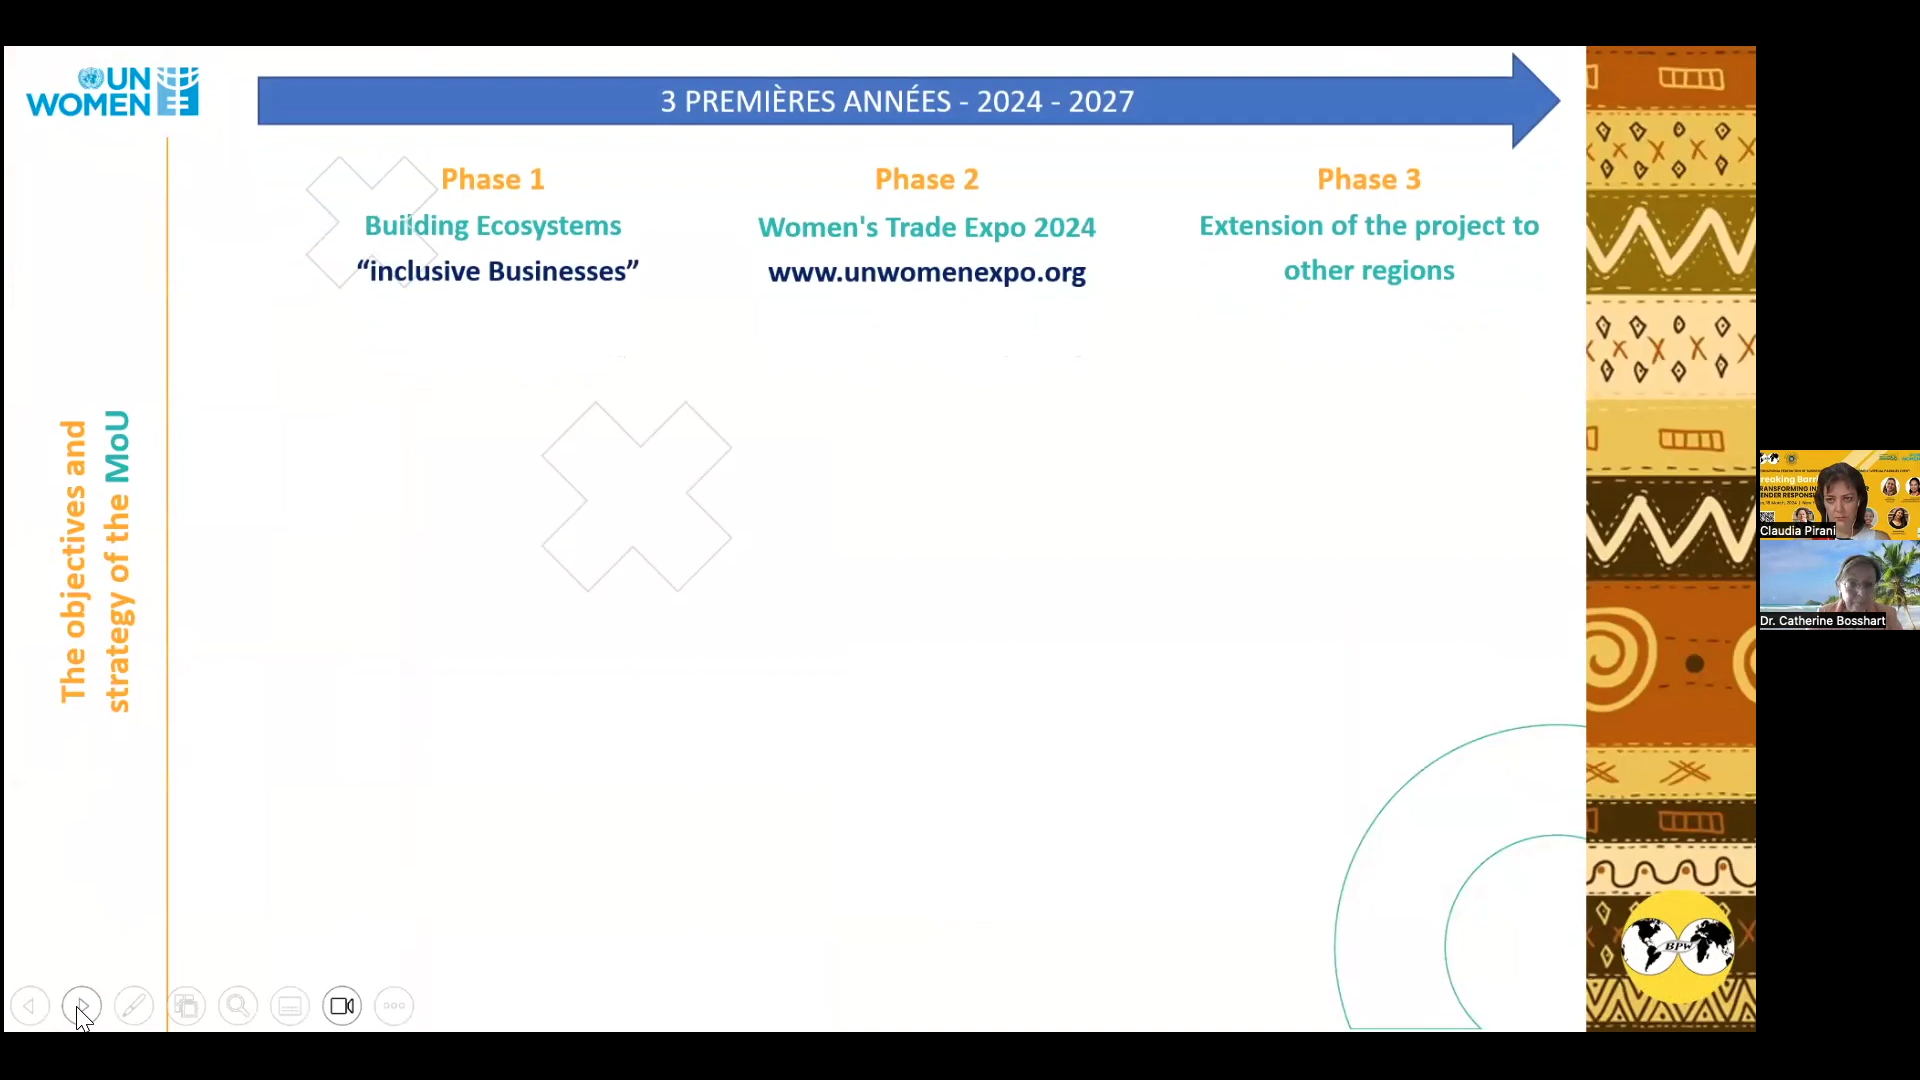 UN
WOMEN
3 PREMIÈRES ANNÉES - 2024 - 2027
Phase 1
Building Ecosystems
“inclusive Businesses”
Phase 2
Women's Trade Expo 2024
www.unwomenexpo.org
Phase 3
Extension of the project to
other regions
The objectives and
strategy of the MoU
Claudia Pirani
Dr. Catherine Bosshart
BPW